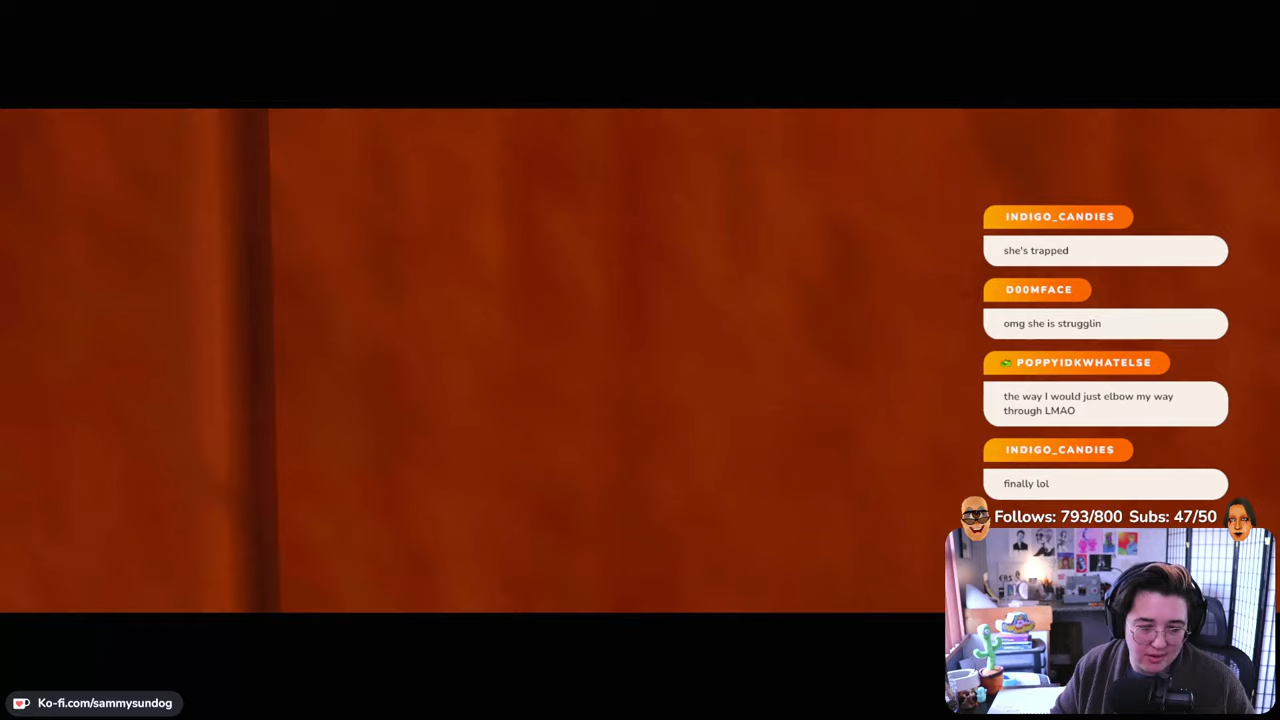 INDIGO_CANDIES
she's trapped
D00MFACE
omg she is strugglin
POPPYIDKWHATELSE
the way I would just elbow my way
through LMAO
INDIGO_CANDIES
finally lol
Follows: 793/800 Subs: 47/50
Ko-fi.com/sammysundog